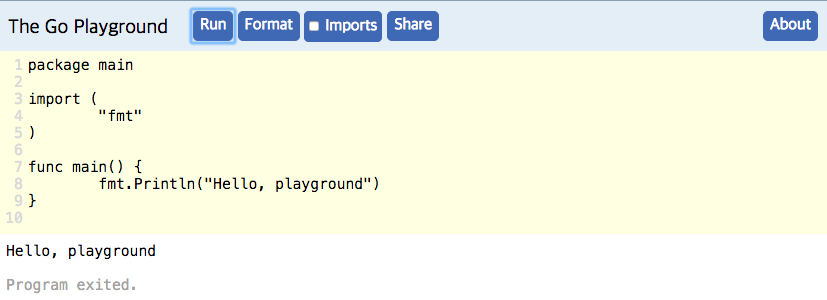 The Go Playground Run Format Imports Share About
1 package main
2
3 import (
4 "fmt"
5 )
6
7 func main() {
8 fmt.Println("Hello, playground")
9 }
10
Hello, playground
Program exited.